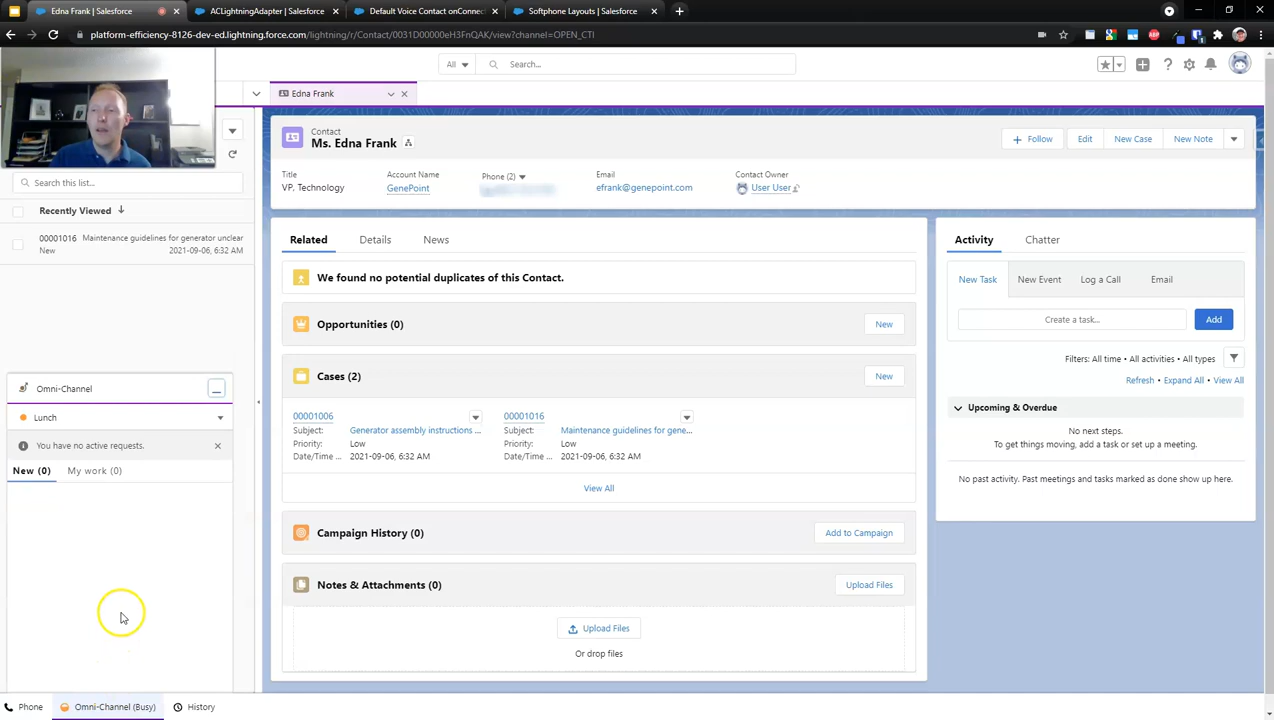 Edna Frank | Salesforce
ACLightningAdapter | Salesforce
Default Voice Contact onConnec
Softphone Layouts | Salesforce
platform-efficiency-8126-dev-ed.lightning.force.com/lightning/r/Contact/0031D00000eH3FnQAK/view?channel=OPEN_CTI
All
Search...
Edna Frank
Contact
Ms. Edna Frank
Follow
Edit
New Case
New Note
Title
Account Name
Phone (2)
Email
Contact Owner
VP, Technology
GenePoint
efrank@genepoint.com
User User
Search this list...
Recently Viewed
00001016 Maintenance guidelines for generator unclear
New 2021-09-06, 6:32 AM
Related
Details
News
We found no potential duplicates of this Contact.
Opportunities (0)
New
Cases (2)
New
00001006
Subject: Generator assembly instructions ...
Priority: Low
Date/Time ... 2021-09-06, 6:32 AM
00001016
Subject: Maintenance guidelines for gene...
Priority: Low
Date/Time ... 2021-09-06, 6:32 AM
View All
Campaign History (0)
Add to Campaign
Notes & Attachments (0)
Upload Files
Upload Files
Or drop files
Activity
Chatter
New Task
New Event
Log a Call
Email
Create a task...
Add
Filters: All time • All activities • All types
Refresh • Expand All • View All
Upcoming & Overdue
No next steps.
To get things moving, add a task or set up a meeting.
No past activity. Past meetings and tasks marked as done show up here.
Omni-Channel
Lunch
You have no active requests.
New (0)
My work (0)
Phone
Omni-Channel (Busy)
History